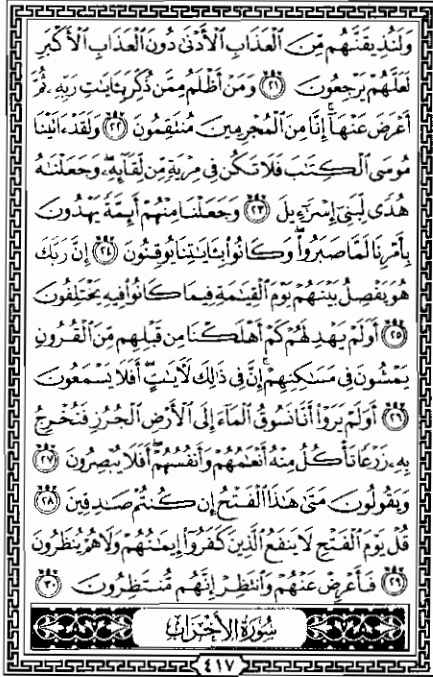 وَلَنُذِيقَنَّهُم مِّنَ ٱلۡعَذَابِ ٱلۡأَدۡنَىٰ دُونَ ٱلۡعَذَابِ ٱلۡأَكۡبَرِ
لَعَلَّهُمۡ يَرۡجِعُونَ ٢١ وَمَنۡ أَظۡلَمُ مِمَّن ذُكِّرَ بِـَٔايَٰتِ رَبِّهِۦ ثُمَّ
أَعۡرَضَ عَنۡهَآۚ إِنَّا مِنَ ٱلۡمُجۡرِمِينَ مُنتَقِمُونَ ٢٢ وَلَقَدۡ ءَاتَيۡنَا
مُوسَى ٱلۡكِتَٰبَ فَلَا تَكُن فِي مِرۡيَةٖ مِّن لِّقَآئِهِۦۖ وَجَعَلۡنَٰهُ
هُدٗى لِّبَنِيٓ إِسۡرَٰٓءِيلَ ٢٣ وَجَعَلۡنَا مِنۡهُمۡ أَئِمَّةٗ يَهۡدُونَ
بِأَمۡرِنَا لَمَّا صَبَرُواْۖ وَكَانُواْ بِـَٔايَٰتِنَا يُوقِنُونَ ٢٤ إِنَّ رَبَّكَ
هُوَ يَفۡصِلُ بَيۡنَهُمۡ يَوۡمَ ٱلۡقِيَٰمَةِ فِيمَا كَانُواْ فِيهِ يَخۡتَلِفُونَ
٢٥ أَوَلَمۡ يَهۡدِ لَهُمۡ كَمۡ أَهۡلَكۡنَا مِن قَبۡلِهِم مِّنَ ٱلۡقُرُونِ
يَمۡشُونَ فِي مَسَٰكِنِهِمۡۚ إِنَّ فِي ذَٰلِكَ لَأٓيَٰتٍۚ أَفَلَا يَسۡمَعُونَ
٢٦ أَوَلَمۡ يَرَوۡاْ أَنَّا نَسُوقُ ٱلۡمَآءَ إِلَى ٱلۡأَرۡضِ ٱلۡجُرُزِ فَنُخۡرِجُ
بِهِۦ زَرۡعٗا تَأۡكُلُ مِنۡهُ أَنۡعَٰمُهُمۡ وَأَنفُسُهُمۡۚ أَفَلَا يُبۡصِرُونَ ٢٧
وَيَقُولُونَ مَتَىٰ هَٰذَا ٱلۡفَتۡحُ إِن كُنتُمۡ صَٰدِقِينَ ٢٨
قُلۡ يَوۡمَ ٱلۡفَتۡحِ لَا يَنفَعُ ٱلَّذِينَ كَفَرُوٓاْ إِيمَٰنُهُمۡ وَلَا هُمۡ يُنظَرُونَ
٢٩ فَأَعۡرِضۡ عَنۡهُمۡ وَٱنتَظِرۡ إِنَّهُم مُّنتَظِرُونَ ٣٠
سُورَةُ الأَحْزَابِ
٤١٧